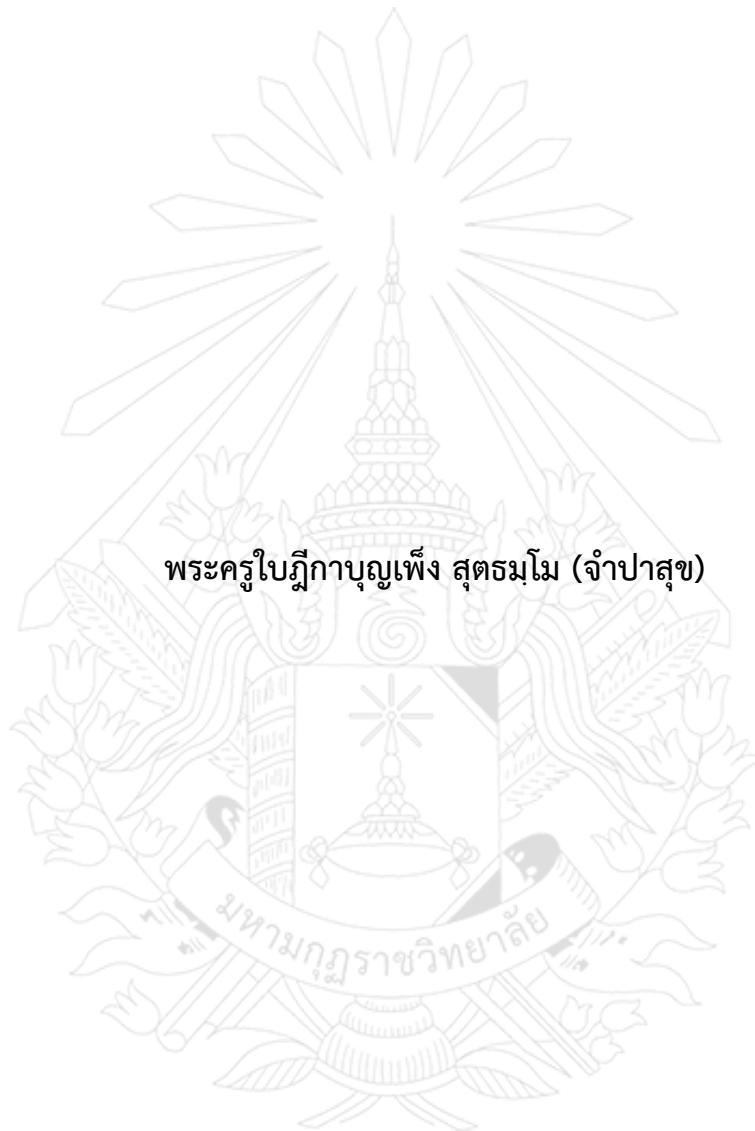 พระครูใบฎีกาบุญเพ็ง สุตธมฺโม (จำปาสุข)
มหามกุฏราชวิทยาลัย